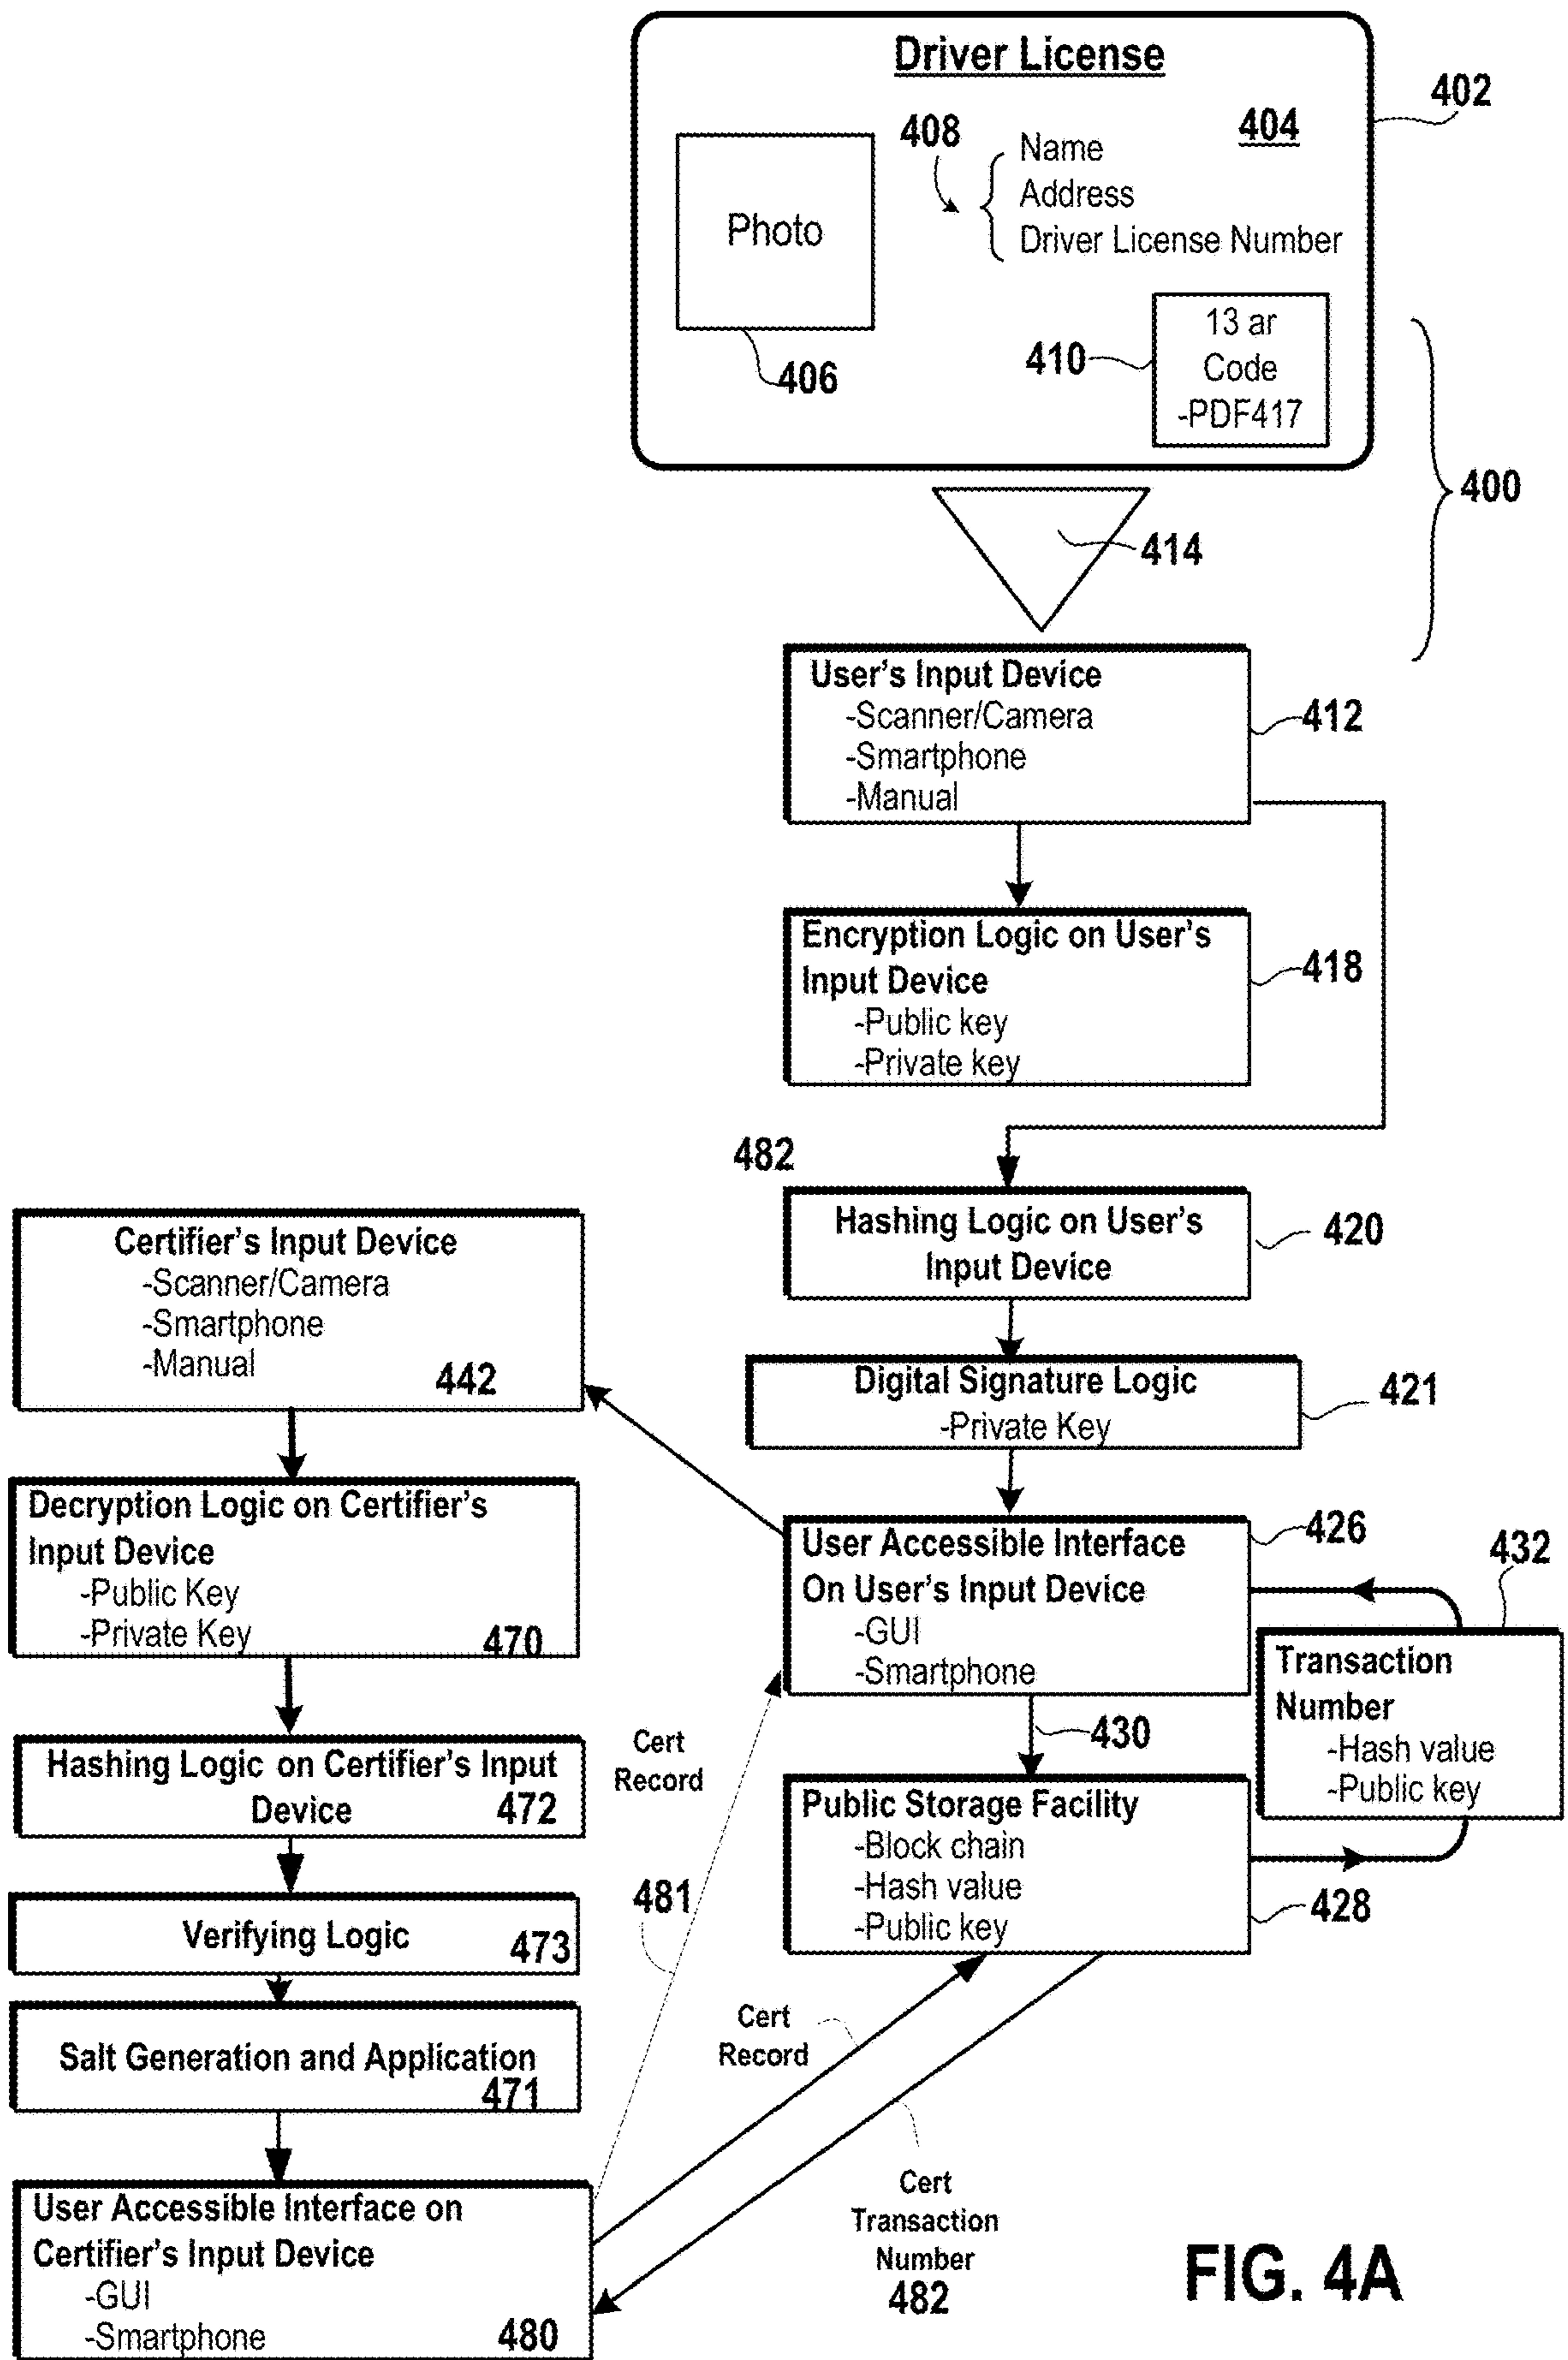 Driver License
402
404
408
Name
Address
Driver License Number
Photo
406
410
13 ar
Code
-PDF417
400
414
User's Input Device
-Scanner/Camera
-Smartphone
-Manual
412
Encryption Logic on User's
Input Device
-Public key
-Private key
418
482
Hashing Logic on User's
Input Device
420
Digital Signature Logic
-Private Key
421
User Accessible Interface
On User's Input Device
-GUI
-Smartphone
426
432
Transaction
Number
-Hash value
-Public key
430
Public Storage Facility
-Block chain
-Hash value
-Public key
428
Certifier's Input Device
-Scanner/Camera
-Smartphone
-Manual
442
Decryption Logic on Certifier's
Input Device
-Public Key
-Private Key
470
Hashing Logic on Certifier's Input
Device
472
Verifying Logic
473
Salt Generation and Application
471
User Accessible Interface on
Certifier's Input Device
-GUI
-Smartphone
480
Cert
Record
481
Cert
Record
Cert
Transaction
Number
482
FIG. 4A